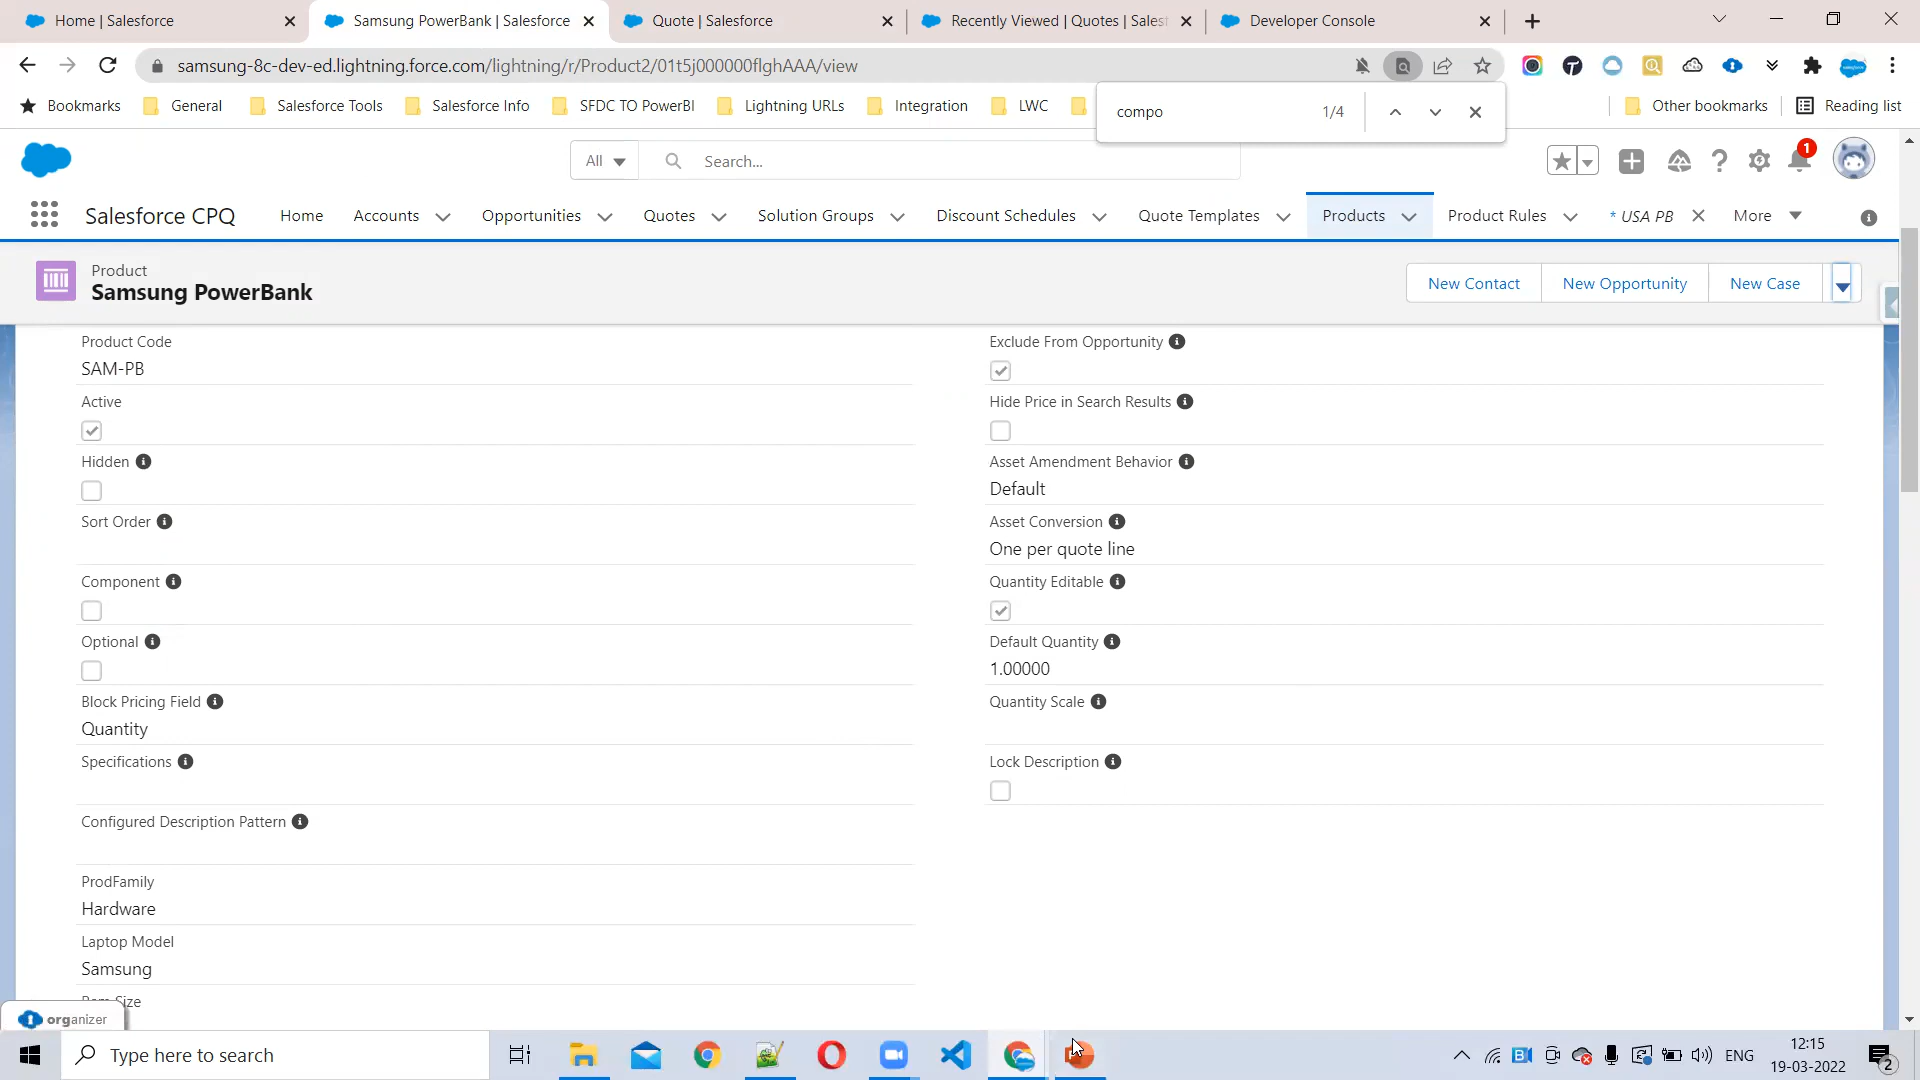 Home | Salesforce
Samsung PowerBank | Salesforce
Quote | Salesforce
Recently Viewed | Quotes | Sales
Developer Console
samsung-8c-dev-ed.lightning.force.com/lightning/r/Product2/01t5j000000flghAAA/view
Bookmarks
General
Salesforce Tools
Salesforce Info
SFDC TO PowerBI
Lightning URLs
Integration
LWC
Other bookmarks
Reading list
compo
1/4
All
Search...
1
Salesforce CPQ
Home
Accounts
Opportunities
Quotes
Solution Groups
Discount Schedules
Quote Templates
Products
Product Rules
* USA PB
More
Product
Samsung PowerBank
New Contact
New Opportunity
New Case
Product Code
SAM-PB
Exclude From Opportunity
Active
Hide Price in Search Results
Hidden
Asset Amendment Behavior
Default
Sort Order
Asset Conversion
One per quote line
Component
Quantity Editable
Optional
Default Quantity
1.00000
Block Pricing Field
Quantity
Quantity Scale
Specifications
Lock Description
Configured Description Pattern
ProdFamily
Hardware
Laptop Model
Samsung
Ram Size
organizer
Type here to search
ENG
12:15
19-03-2022
2